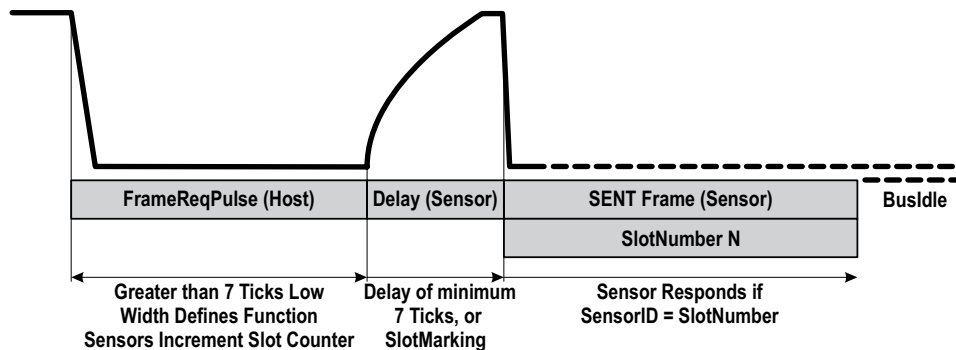 FrameReqPulse (Host)
Delay (Sensor)
SENT Frame (Sensor)
BusIdle
SlotNumber N
Greater than 7 Ticks Low
Width Defines Function
Sensors Increment Slot Counter
Delay of minimum
7 Ticks, or
SlotMarking
Sensor Responds if
SensorID = SlotNumber